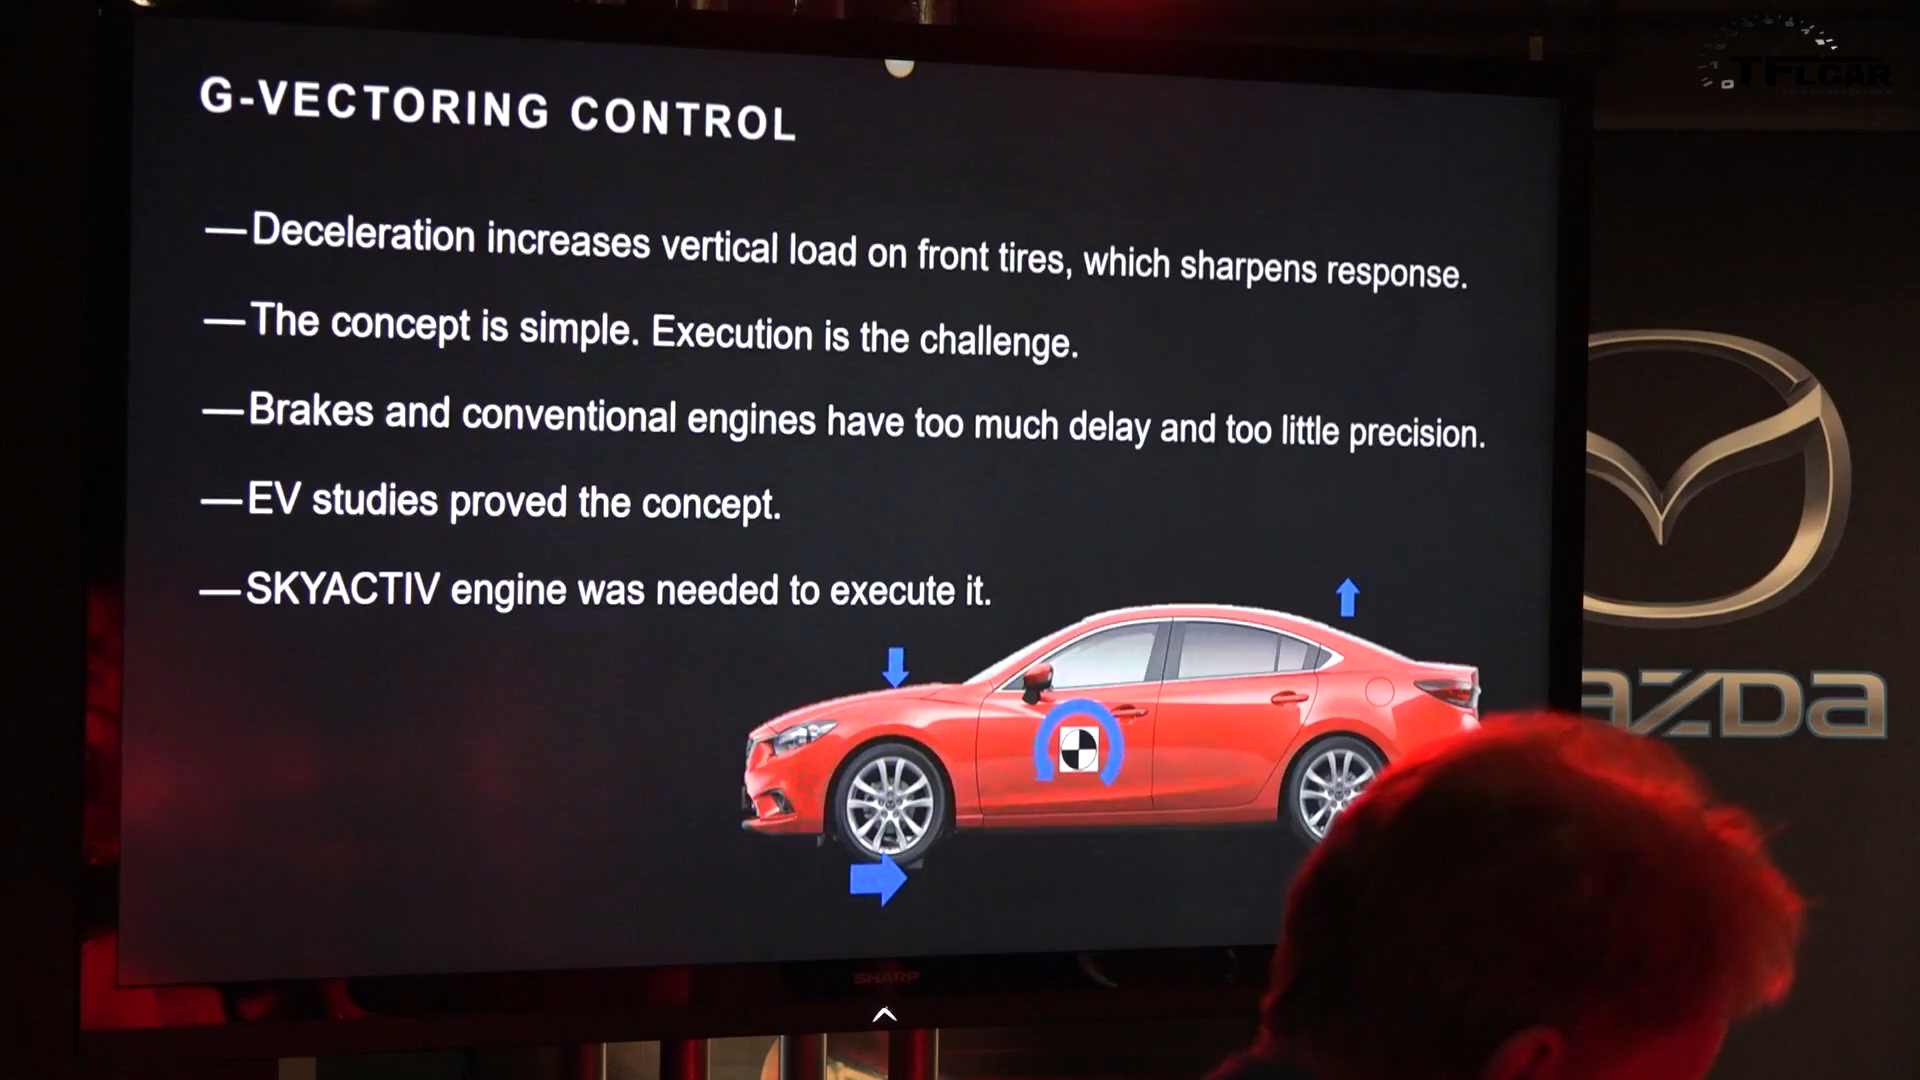 TFLCAR
G-VECTORING CONTROL
—Deceleration increases vertical load on front tires, which sharpens response.
—The concept is simple. Execution is the challenge.
—Brakes and conventional engines have too much delay and too little precision.
—EV studies proved the concept.
—SKYACTIV engine was needed to execute it.
mazda
SHARP